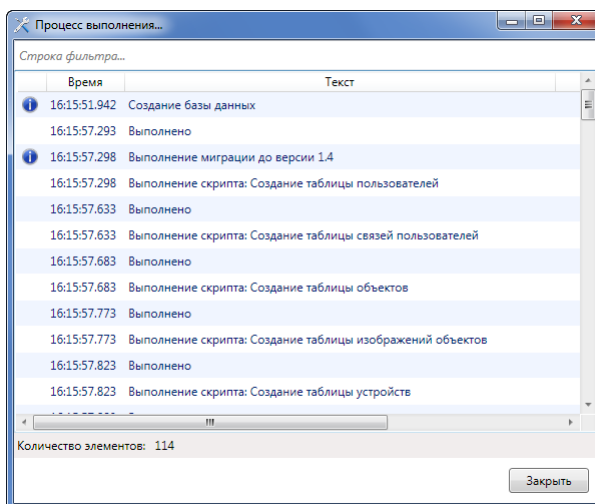 Процесс выполнения...
Строка фильтра...
Время Текст
16:15:51.942 Создание базы данных
16:15:57.293 Выполнено
16:15:57.298 Выполнение миграции до версии 1.4
16:15:57.298 Выполнение скрипта: Создание таблицы пользователей
16:15:57.633 Выполнено
16:15:57.633 Выполнение скрипта: Создание таблицы связей пользователей
16:15:57.683 Выполнено
16:15:57.683 Выполнение скрипта: Создание таблицы объектов
16:15:57.773 Выполнено
16:15:57.773 Выполнение скрипта: Создание таблицы изображений объектов
16:15:57.823 Выполнено
16:15:57.823 Выполнение скрипта: Создание таблицы устройств
Количество элементов: 114
Закрыть